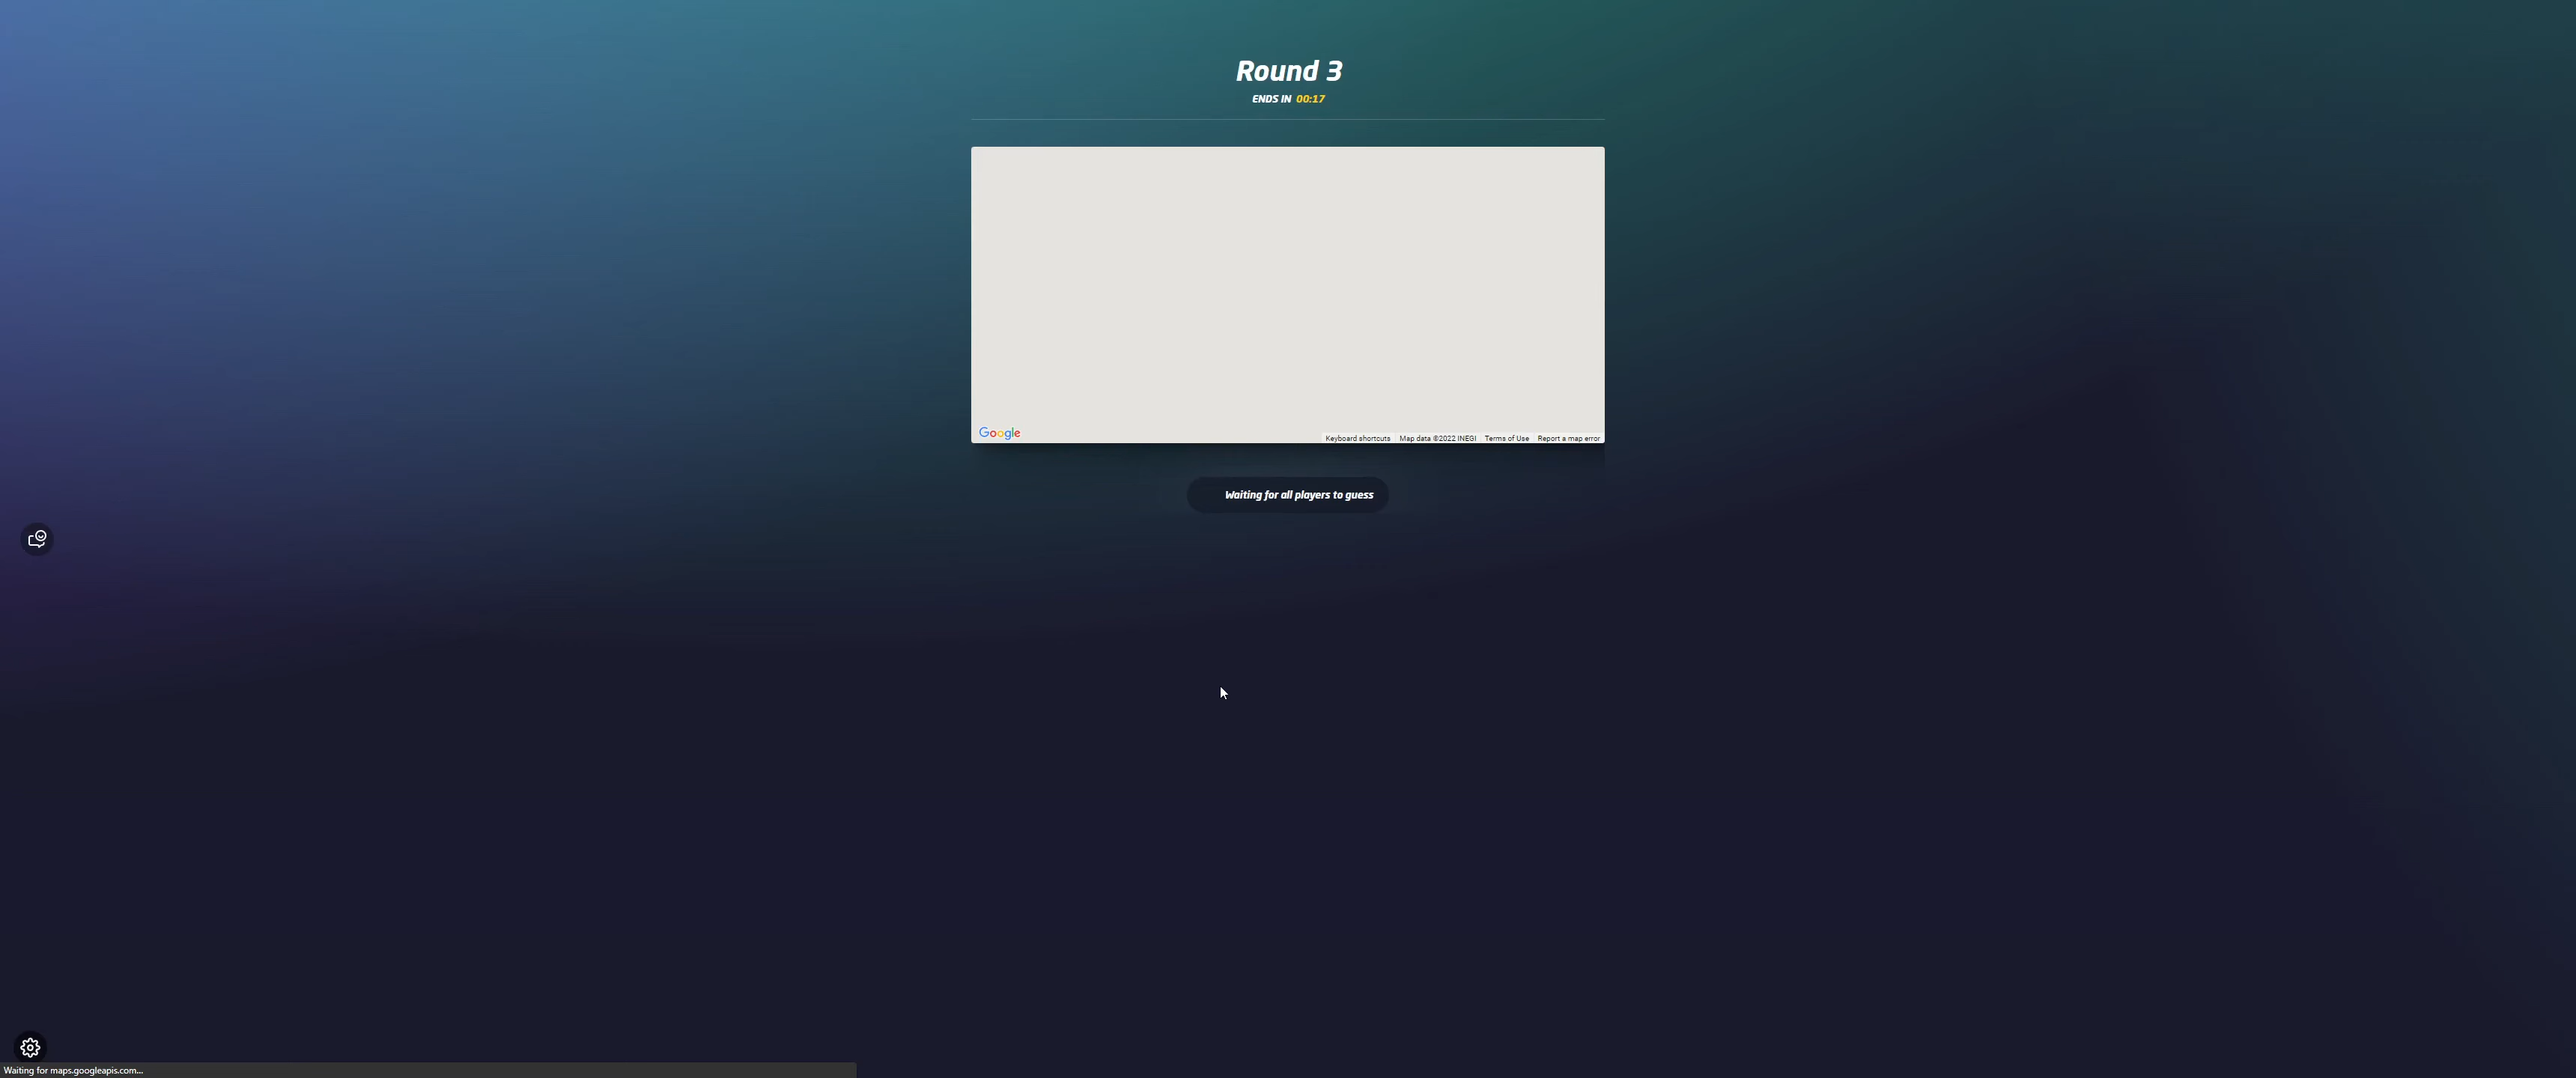 Round 3
ENDS IN 00:17
Google
Keyboard shortcuts Map data ©2022 INEGI Terms of Use Report a map error
Waiting for all players to guess
Waiting for maps.googleapis.com...